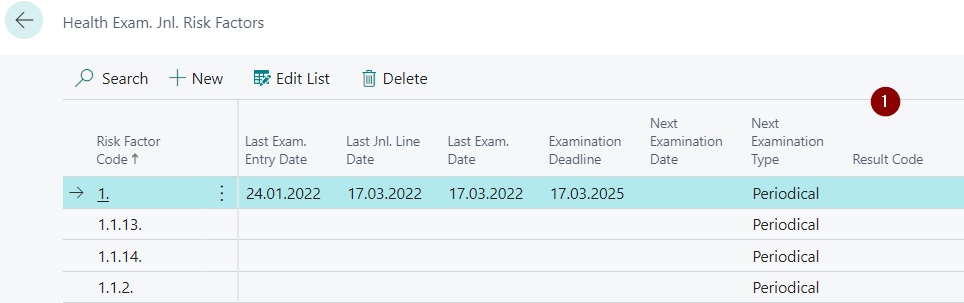 Health Exam. Jnl. Risk Factors
Search New Edit List Delete
1
Risk Factor Code ↑ Last Exam. Entry Date Last Jnl. Line Date Last Exam. Date Examination Deadline Next Examination Date Next Examination Type Result Code
1. 24.01.2022 17.03.2022 17.03.2022 17.03.2025 Periodical
1.1.13. Periodical
1.1.14. Periodical
1.1.2. Periodical